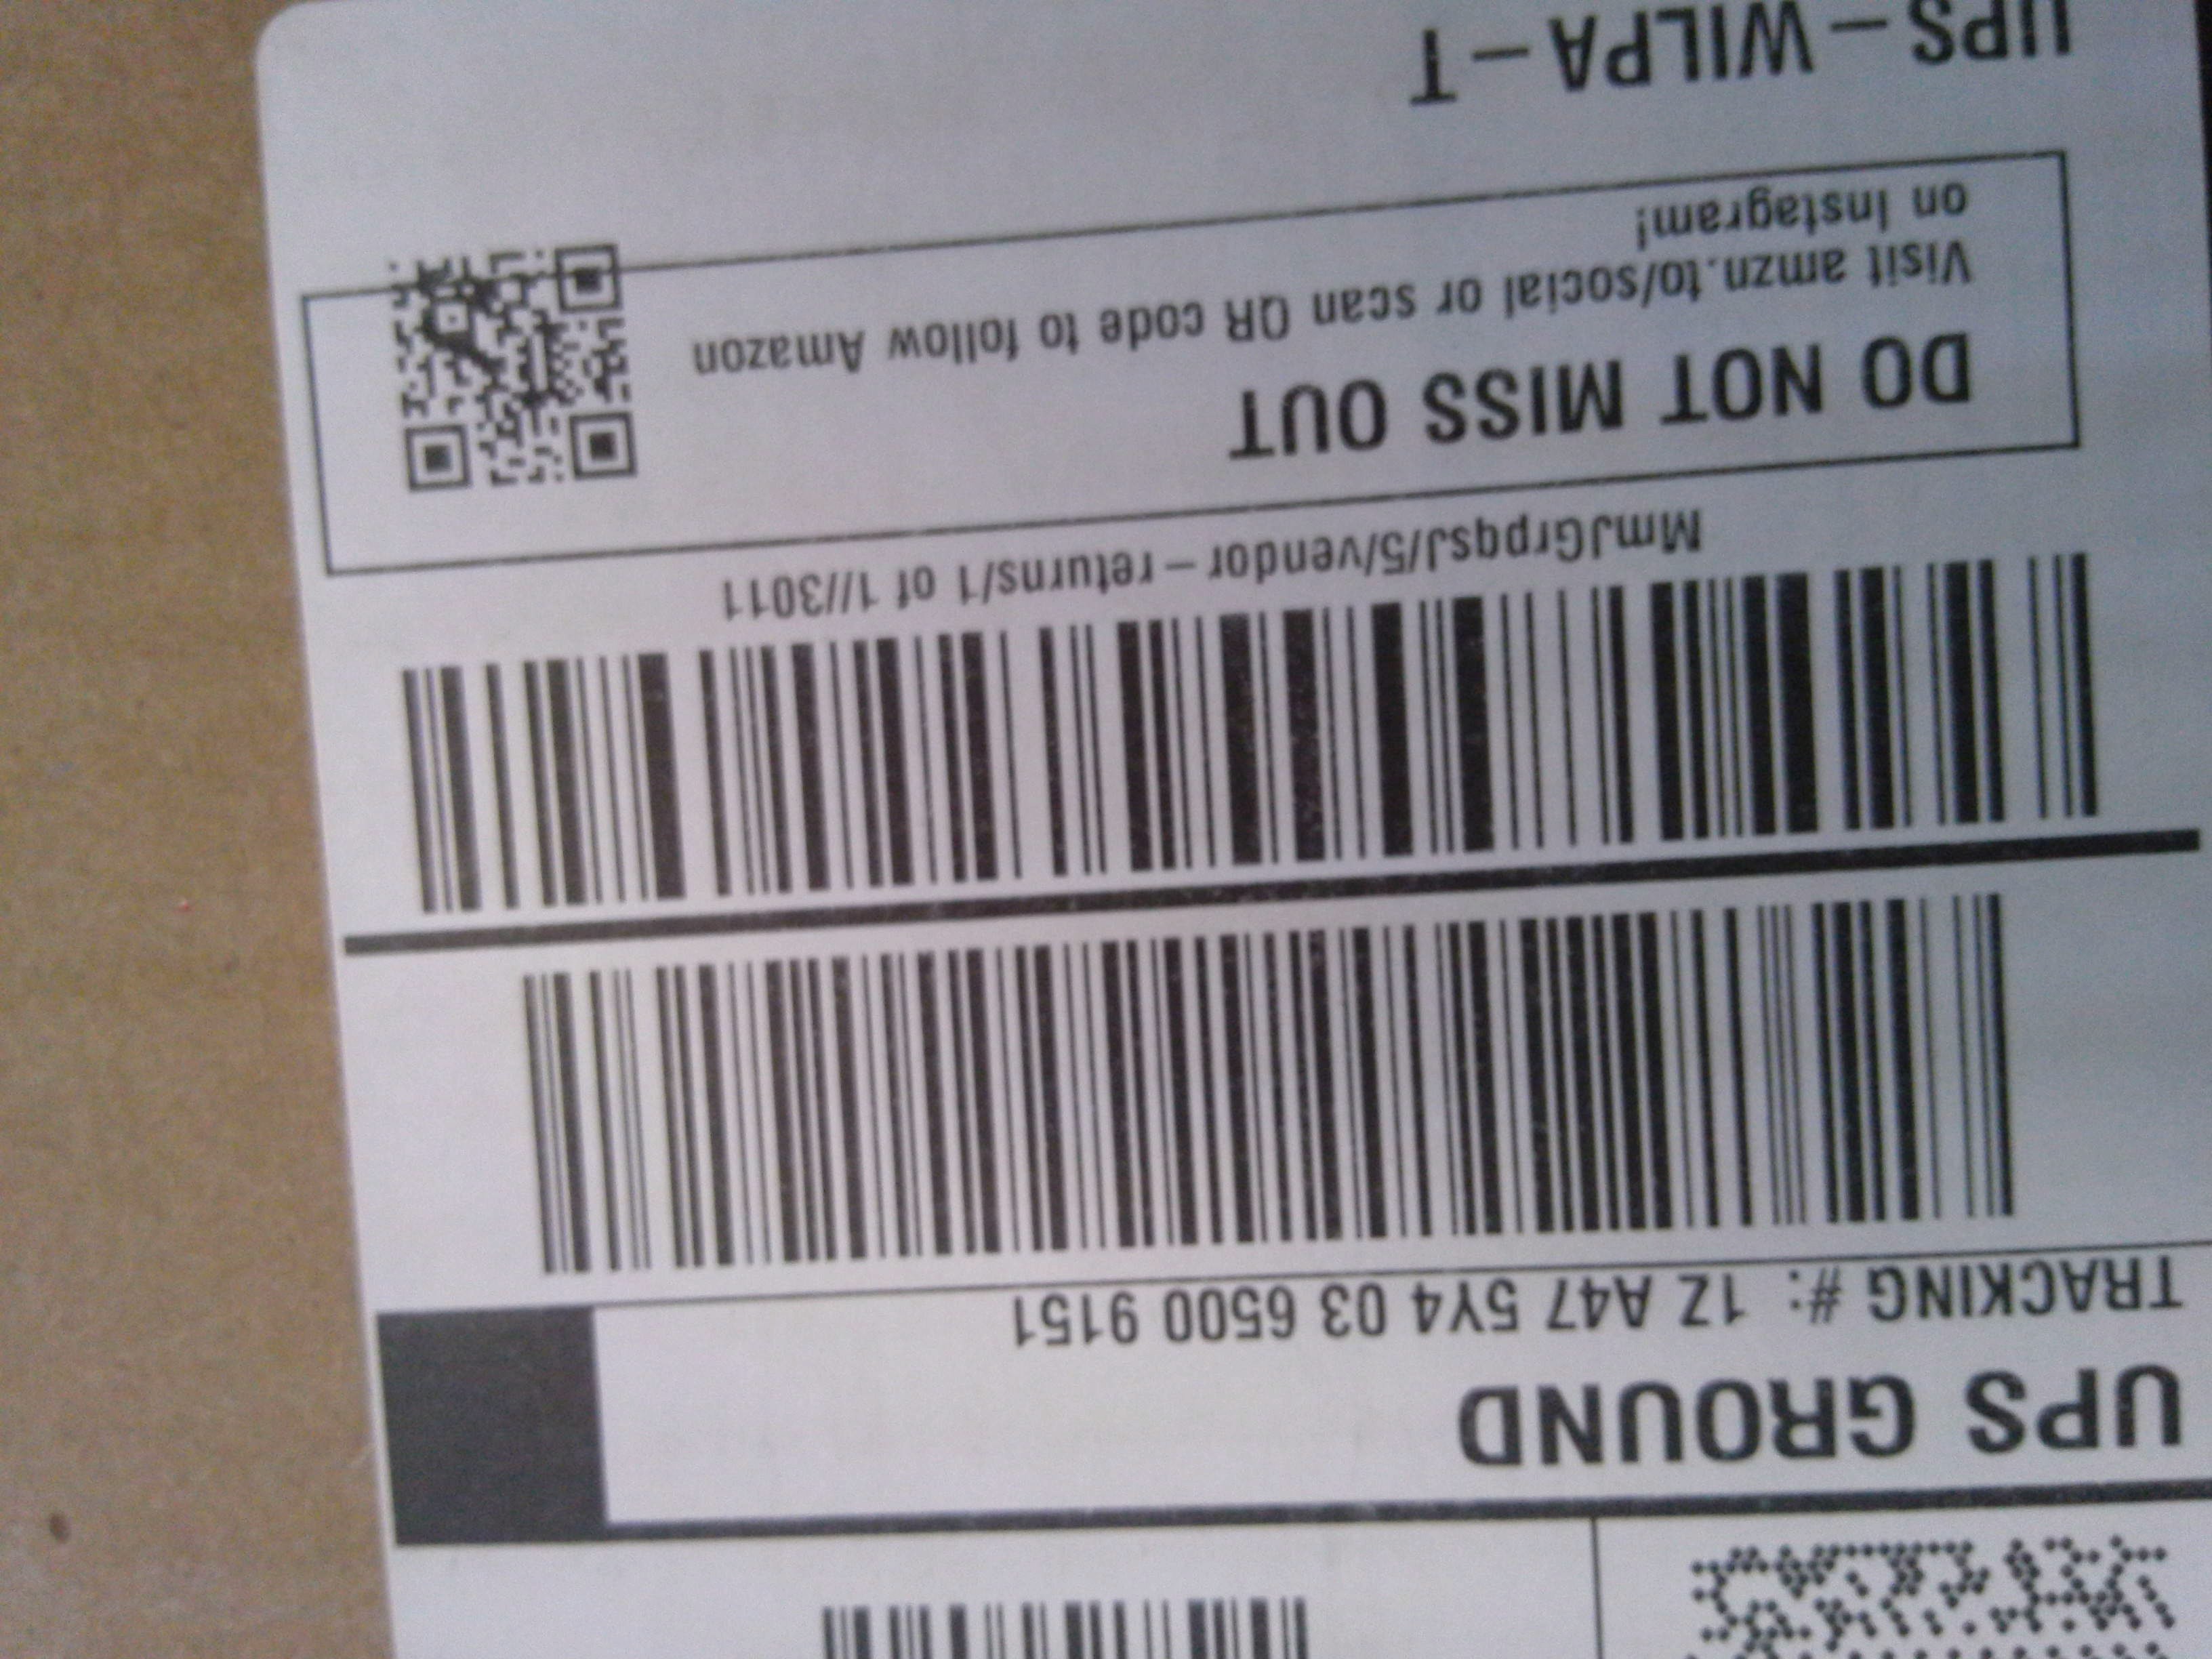 UPS GROUND
TRACKING #: 1Z A47 5Y4 03 6500 9151
MmJGrpqsJ/5/vendor-returns/1 of 1//3011
DO NOT MISS OUT
Visit amzn.to/social or scan QR code to follow Amazon
on Instagram!
UPS-WILPA-T